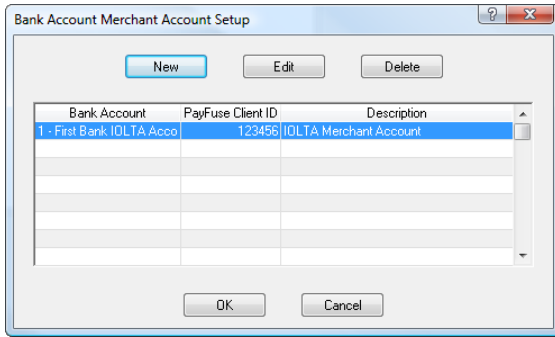 Bank Account Merchant Account Setup
New Edit Delete
Bank Account PayFuse Client ID Description
1 - First Bank IOLTA Acco 123456 IOLTA Merchant Account
OK Cancel